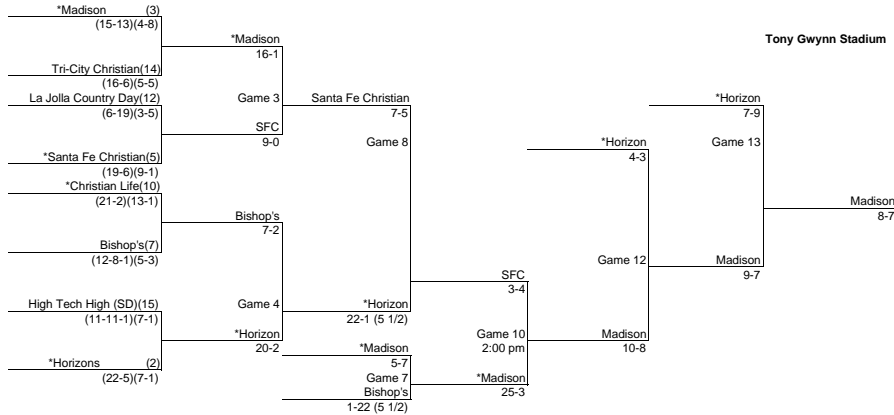 *Madison (3)
(15-13)(4-8)
*Madison
16-1
Tony Gwynn Stadium
Tri-City Christian(14)
(16-6)(5-5)
La Jolla Country Day(12)
(6-19)(3-5)
Game 3
Santa Fe Christian
7-5
*Horizon
7-9
SFC
9-0
Game 8
*Horizon
4-3
Game 13
*Santa Fe Christian(5)
(19-6)(9-1)
*Christian Life(10)
(21-2)(13-1)
Bishop's
7-2
Madison
8-7
Bishop's(7)
(12-8-1)(5-3)
Game 12
Madison
9-7
SFC
3-4
High Tech High (SD)(15)
(11-11-1)(7-1)
Game 4
*Horizon
22-1 (5 1/2)
*Horizon
20-2
Game 10
2:00 pm
Madison
10-8
*Horizons (2)
(22-5)(7-1)
*Madison
5-7
Game 7
*Madison
25-3
Bishop's
1-22 (5 1/2)